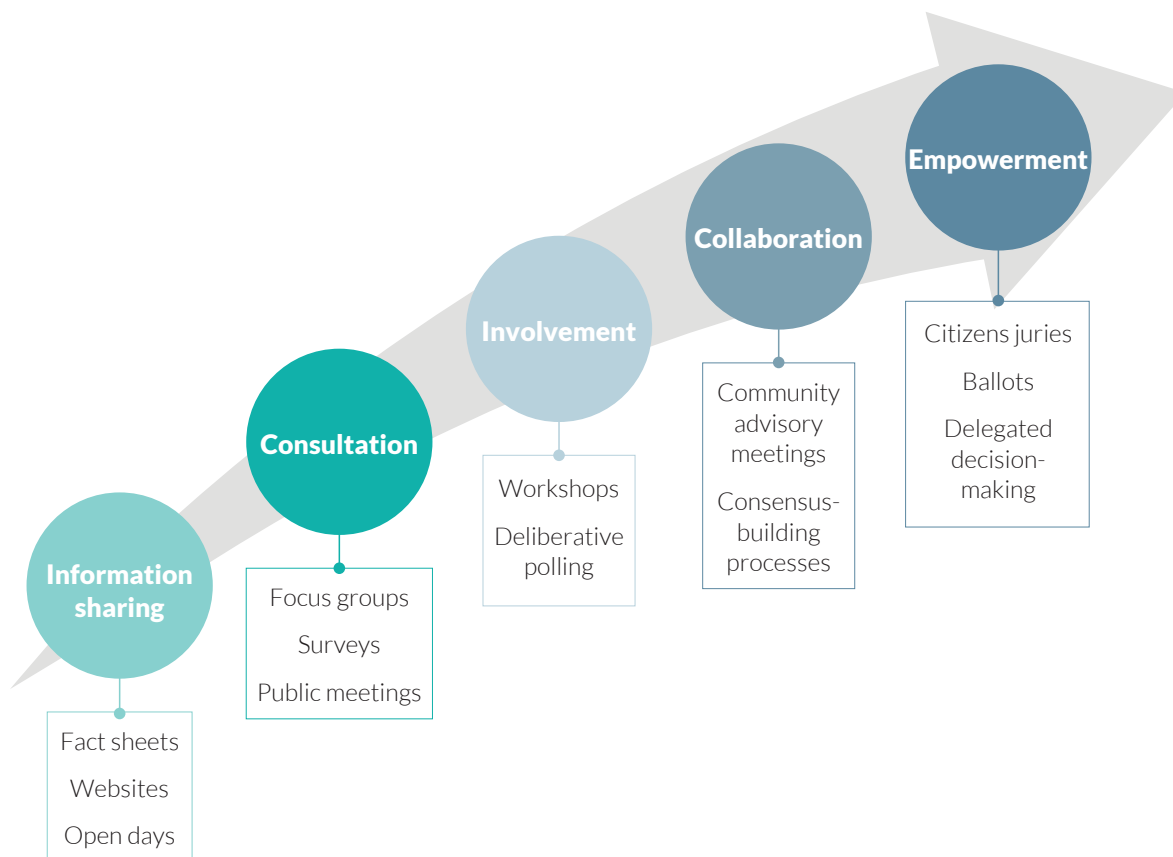 Information
sharing
Fact sheets
Websites
Open days
Consultation
Focus groups
Surveys
Public meetings
Involvement
Workshops
Deliberative
polling
Collaboration
Community
advisory
meetings
Consensus-
building
processes
Empowerment
Citizens juries
Ballots
Delegated
decision-
making